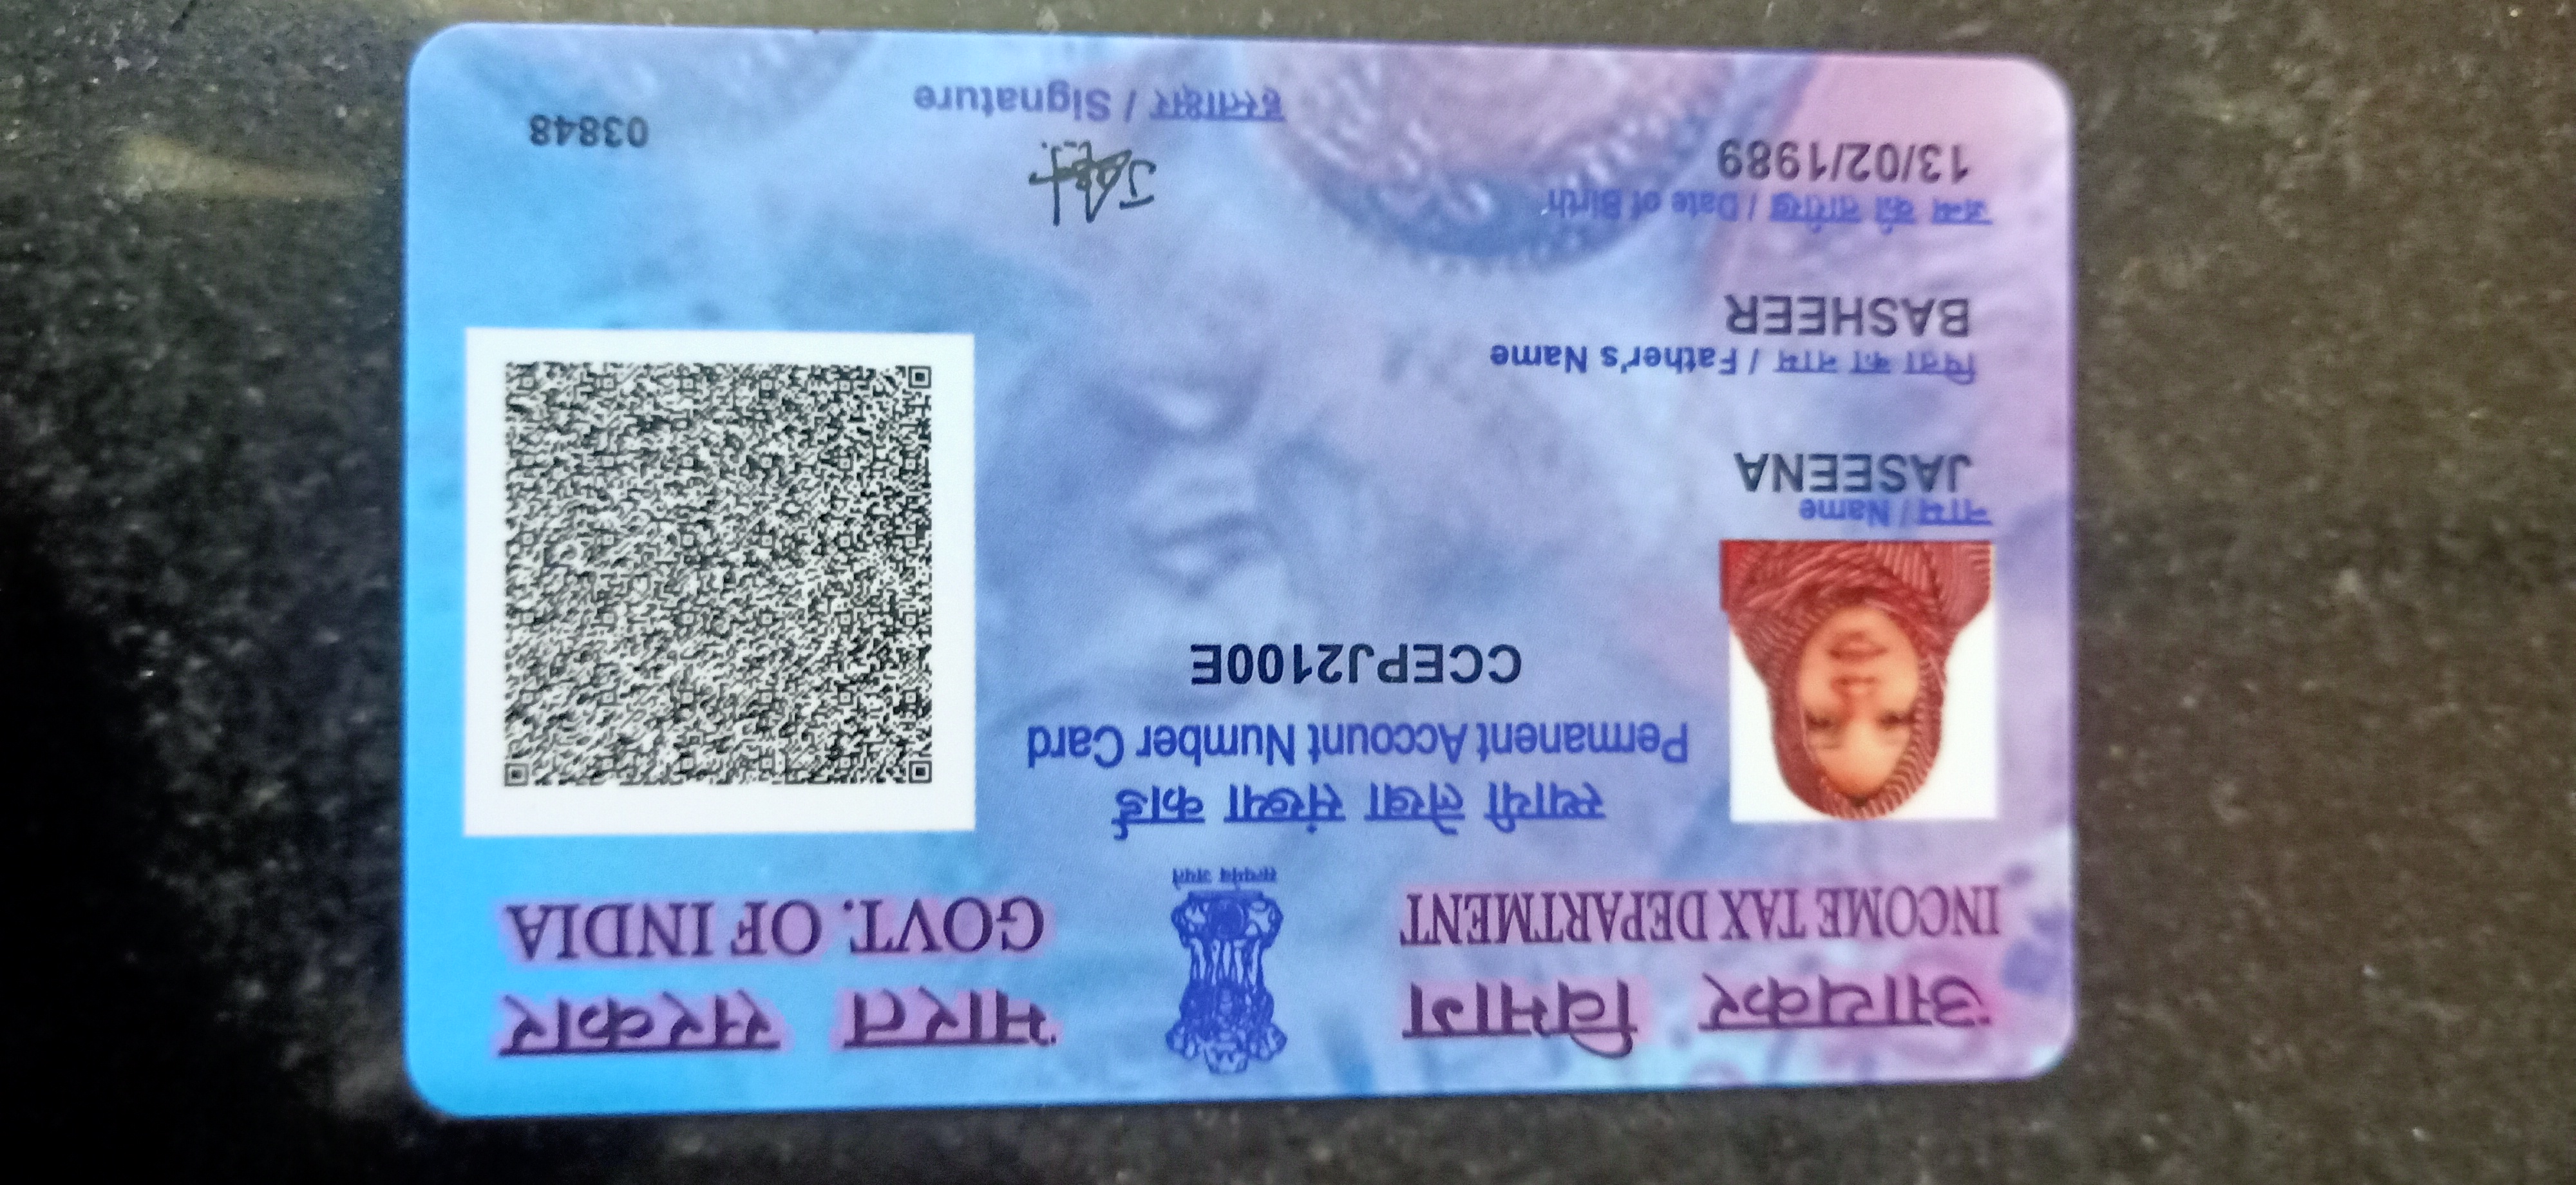 आयकर विभाग
INCOME TAX DEPARTMENT
सत्यमेव जयते
भारत सरकार
GOVT. OF INDIA
स्थायी लेखा संख्या कार्ड
Permanent Account Number Card
CCEPJ2100E
नाम / Name
JASEENA
पिता का नाम / Father's Name
BASHEER
जन्म की तारीख / Date of Birth
13/02/1989
हस्ताक्षर / Signature
03848